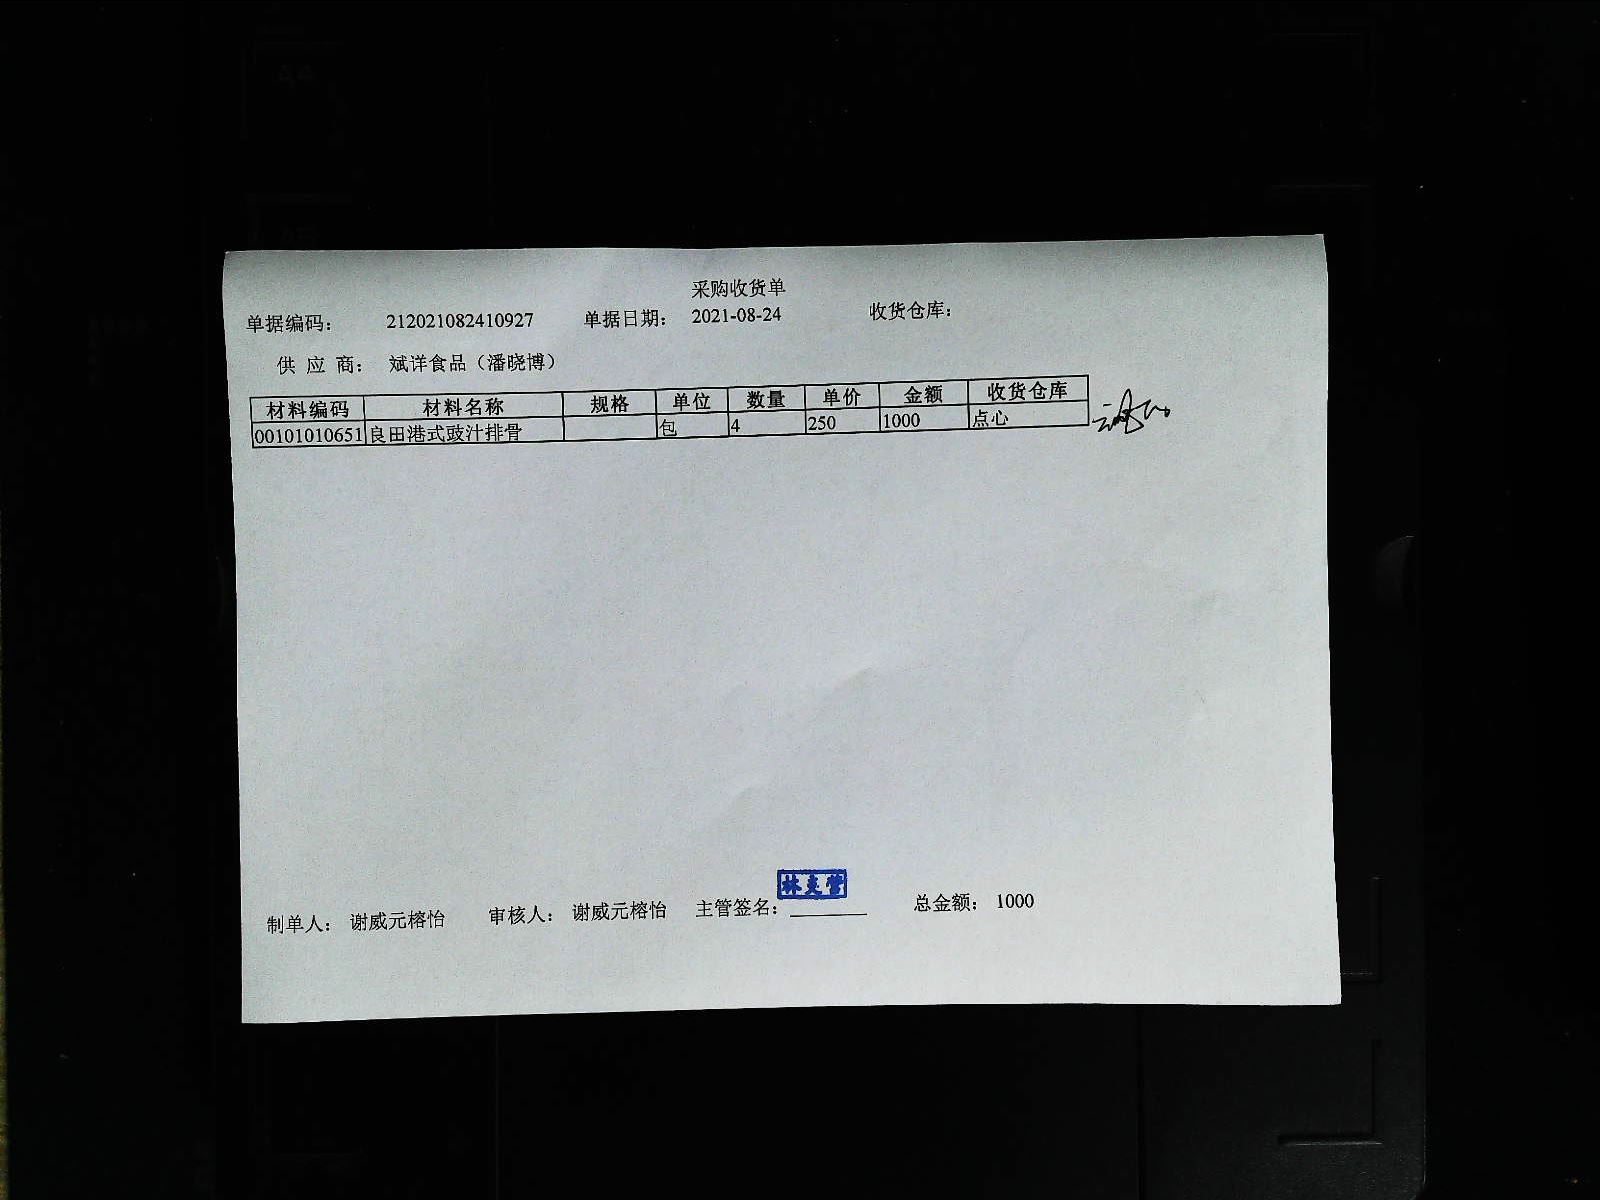 采购收货单
单据编码： 212021082410927 单据日期： 2021-08-24 收货仓库：
供 应 商： 斌洋食品（潘晓博）
材料编码 材料名称 规格 单位 数量 单价 金额 收货仓库
00101010651 良田港式豉汁排骨 包 4 250 1000 点心
制单人： 谢威元榕怡 审核人： 谢威元榕怡 主管签名： 总金额： 1000